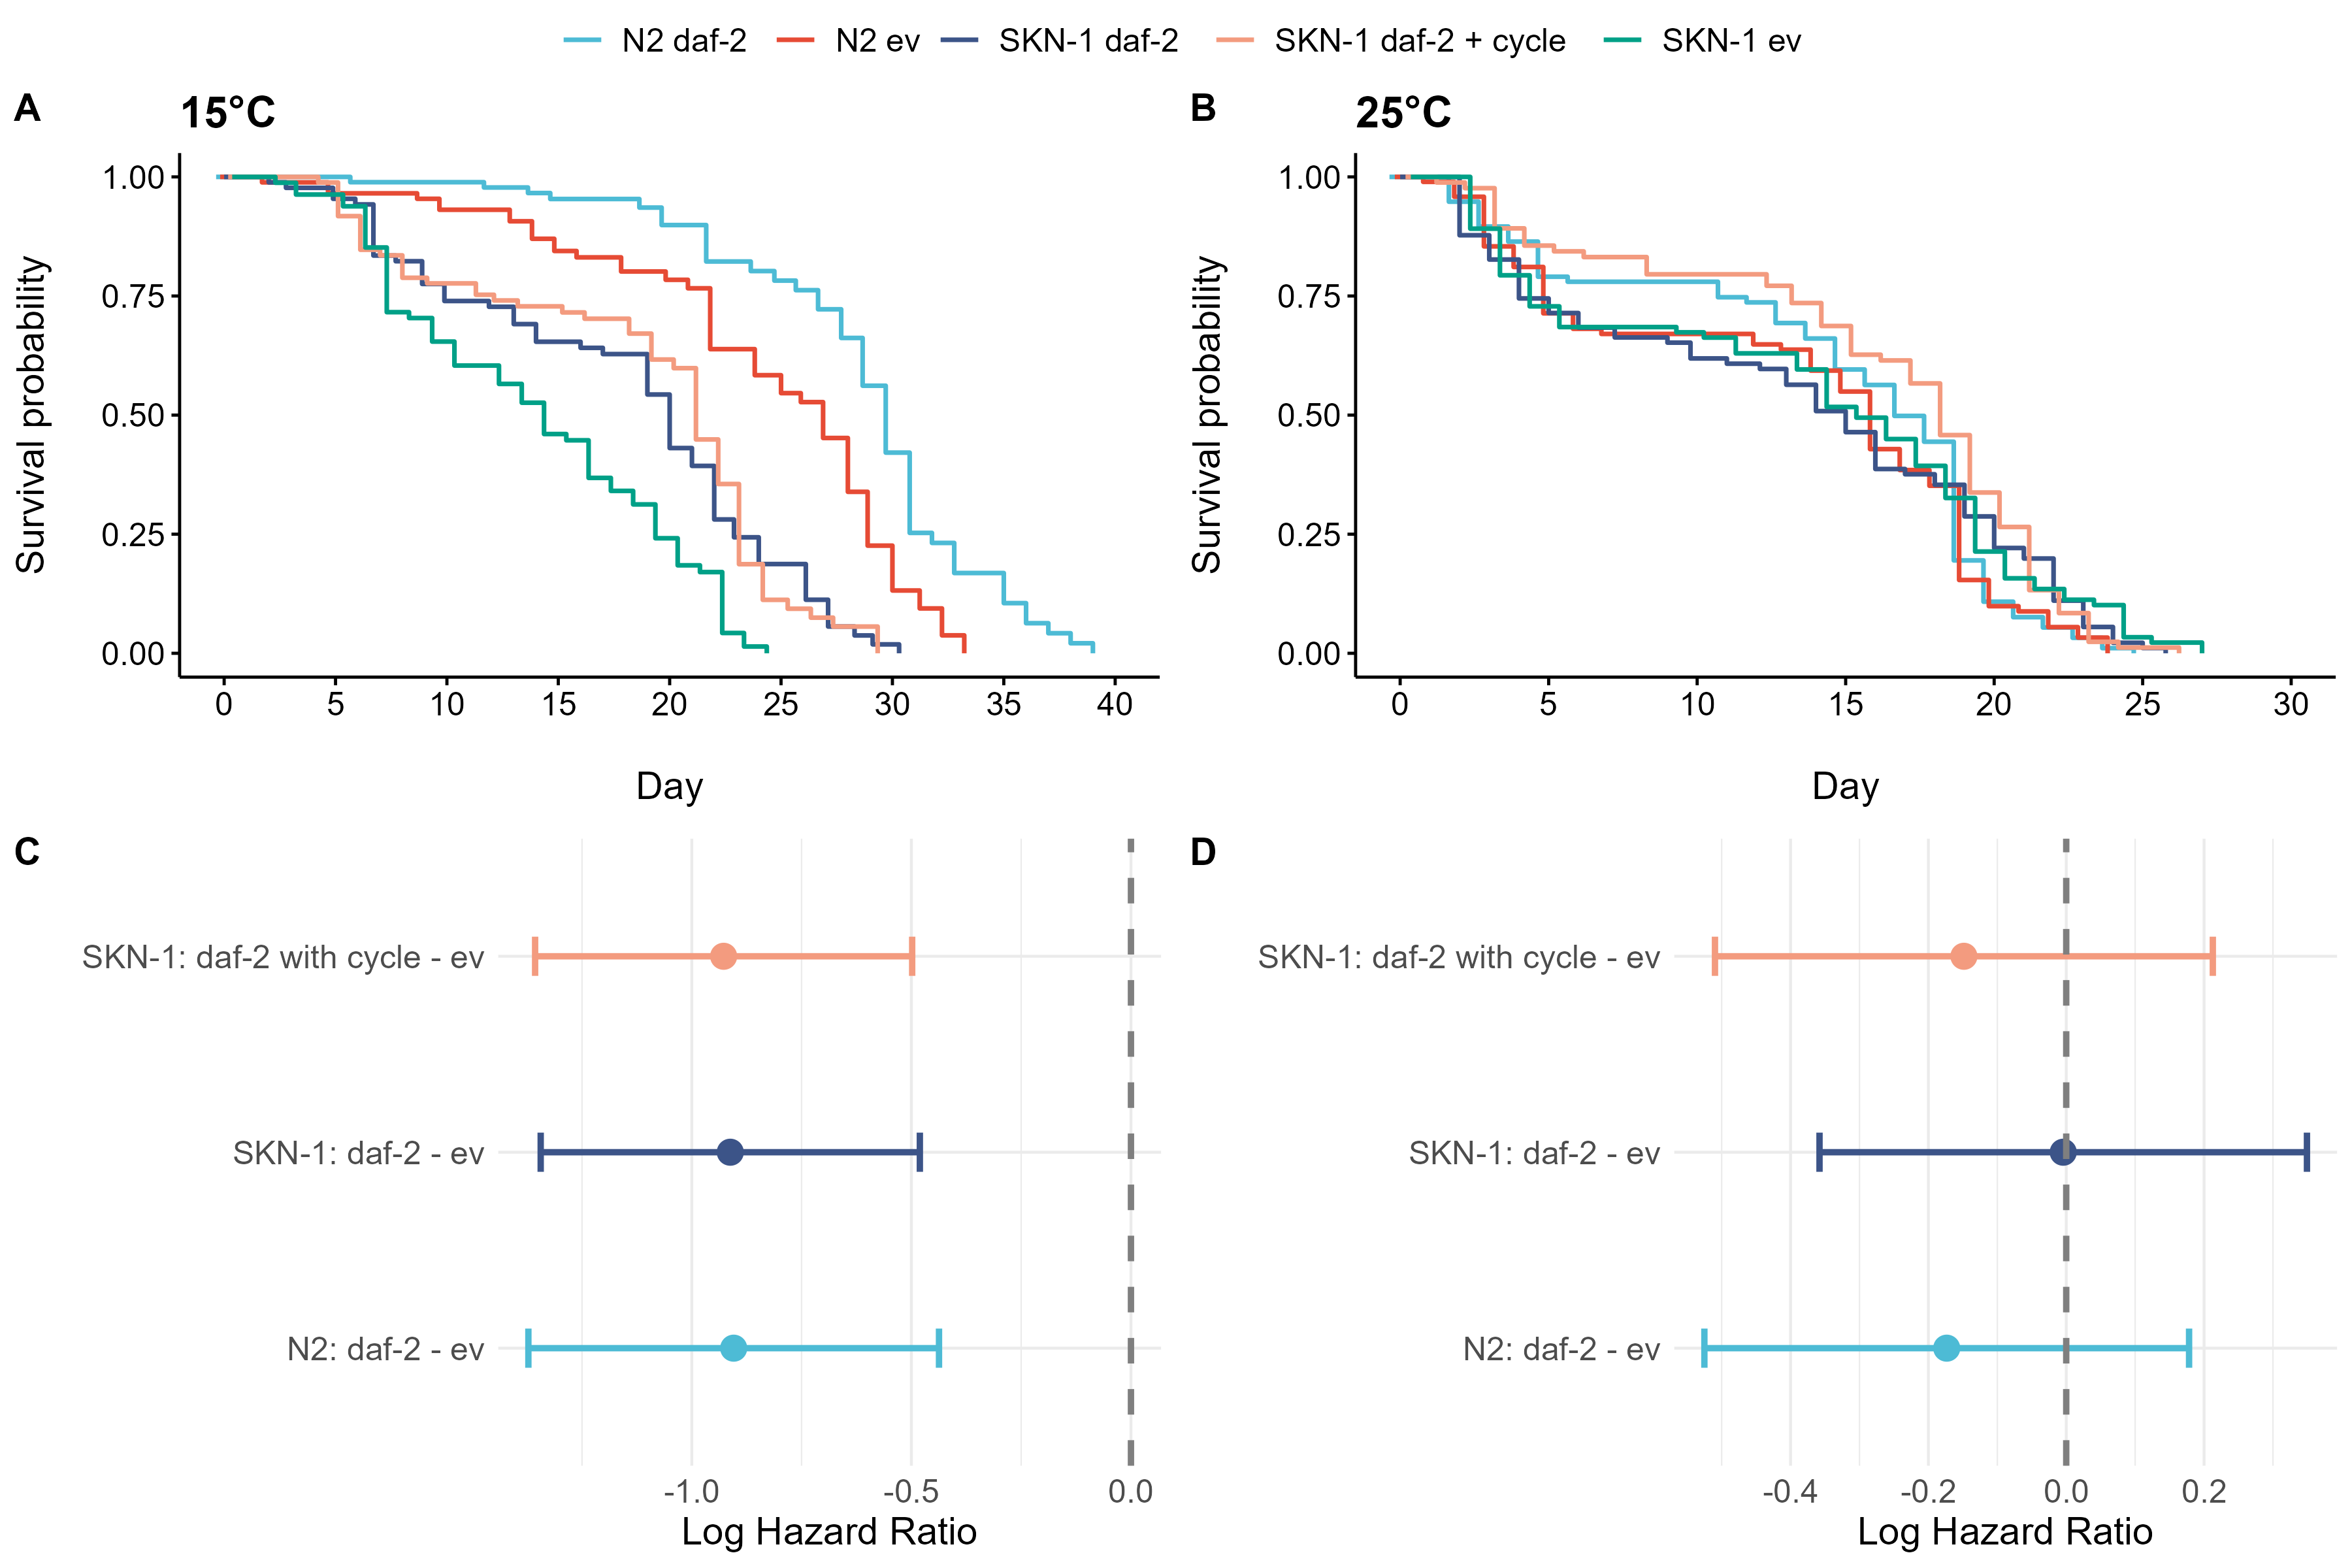 N2 daf-2 N2 ev SKN-1 daf-2 SKN-1 daf-2 + cycle SKN-1 ev
A 15°C
Survival probability
1.00
0.75
0.50
0.25
0.00
0 5 10 15 20 25 30 35 40
Day
B 25°C
Survival probability
1.00
0.75
0.50
0.25
0.00
0 5 10 15 20 25 30
Day
C
SKN-1: daf-2 with cycle - ev
SKN-1: daf-2 - ev
N2: daf-2 - ev
-1.0 -0.5 0.0
Log Hazard Ratio
D
SKN-1: daf-2 with cycle - ev
SKN-1: daf-2 - ev
N2: daf-2 - ev
-0.4 -0.2 0.0 0.2
Log Hazard Ratio